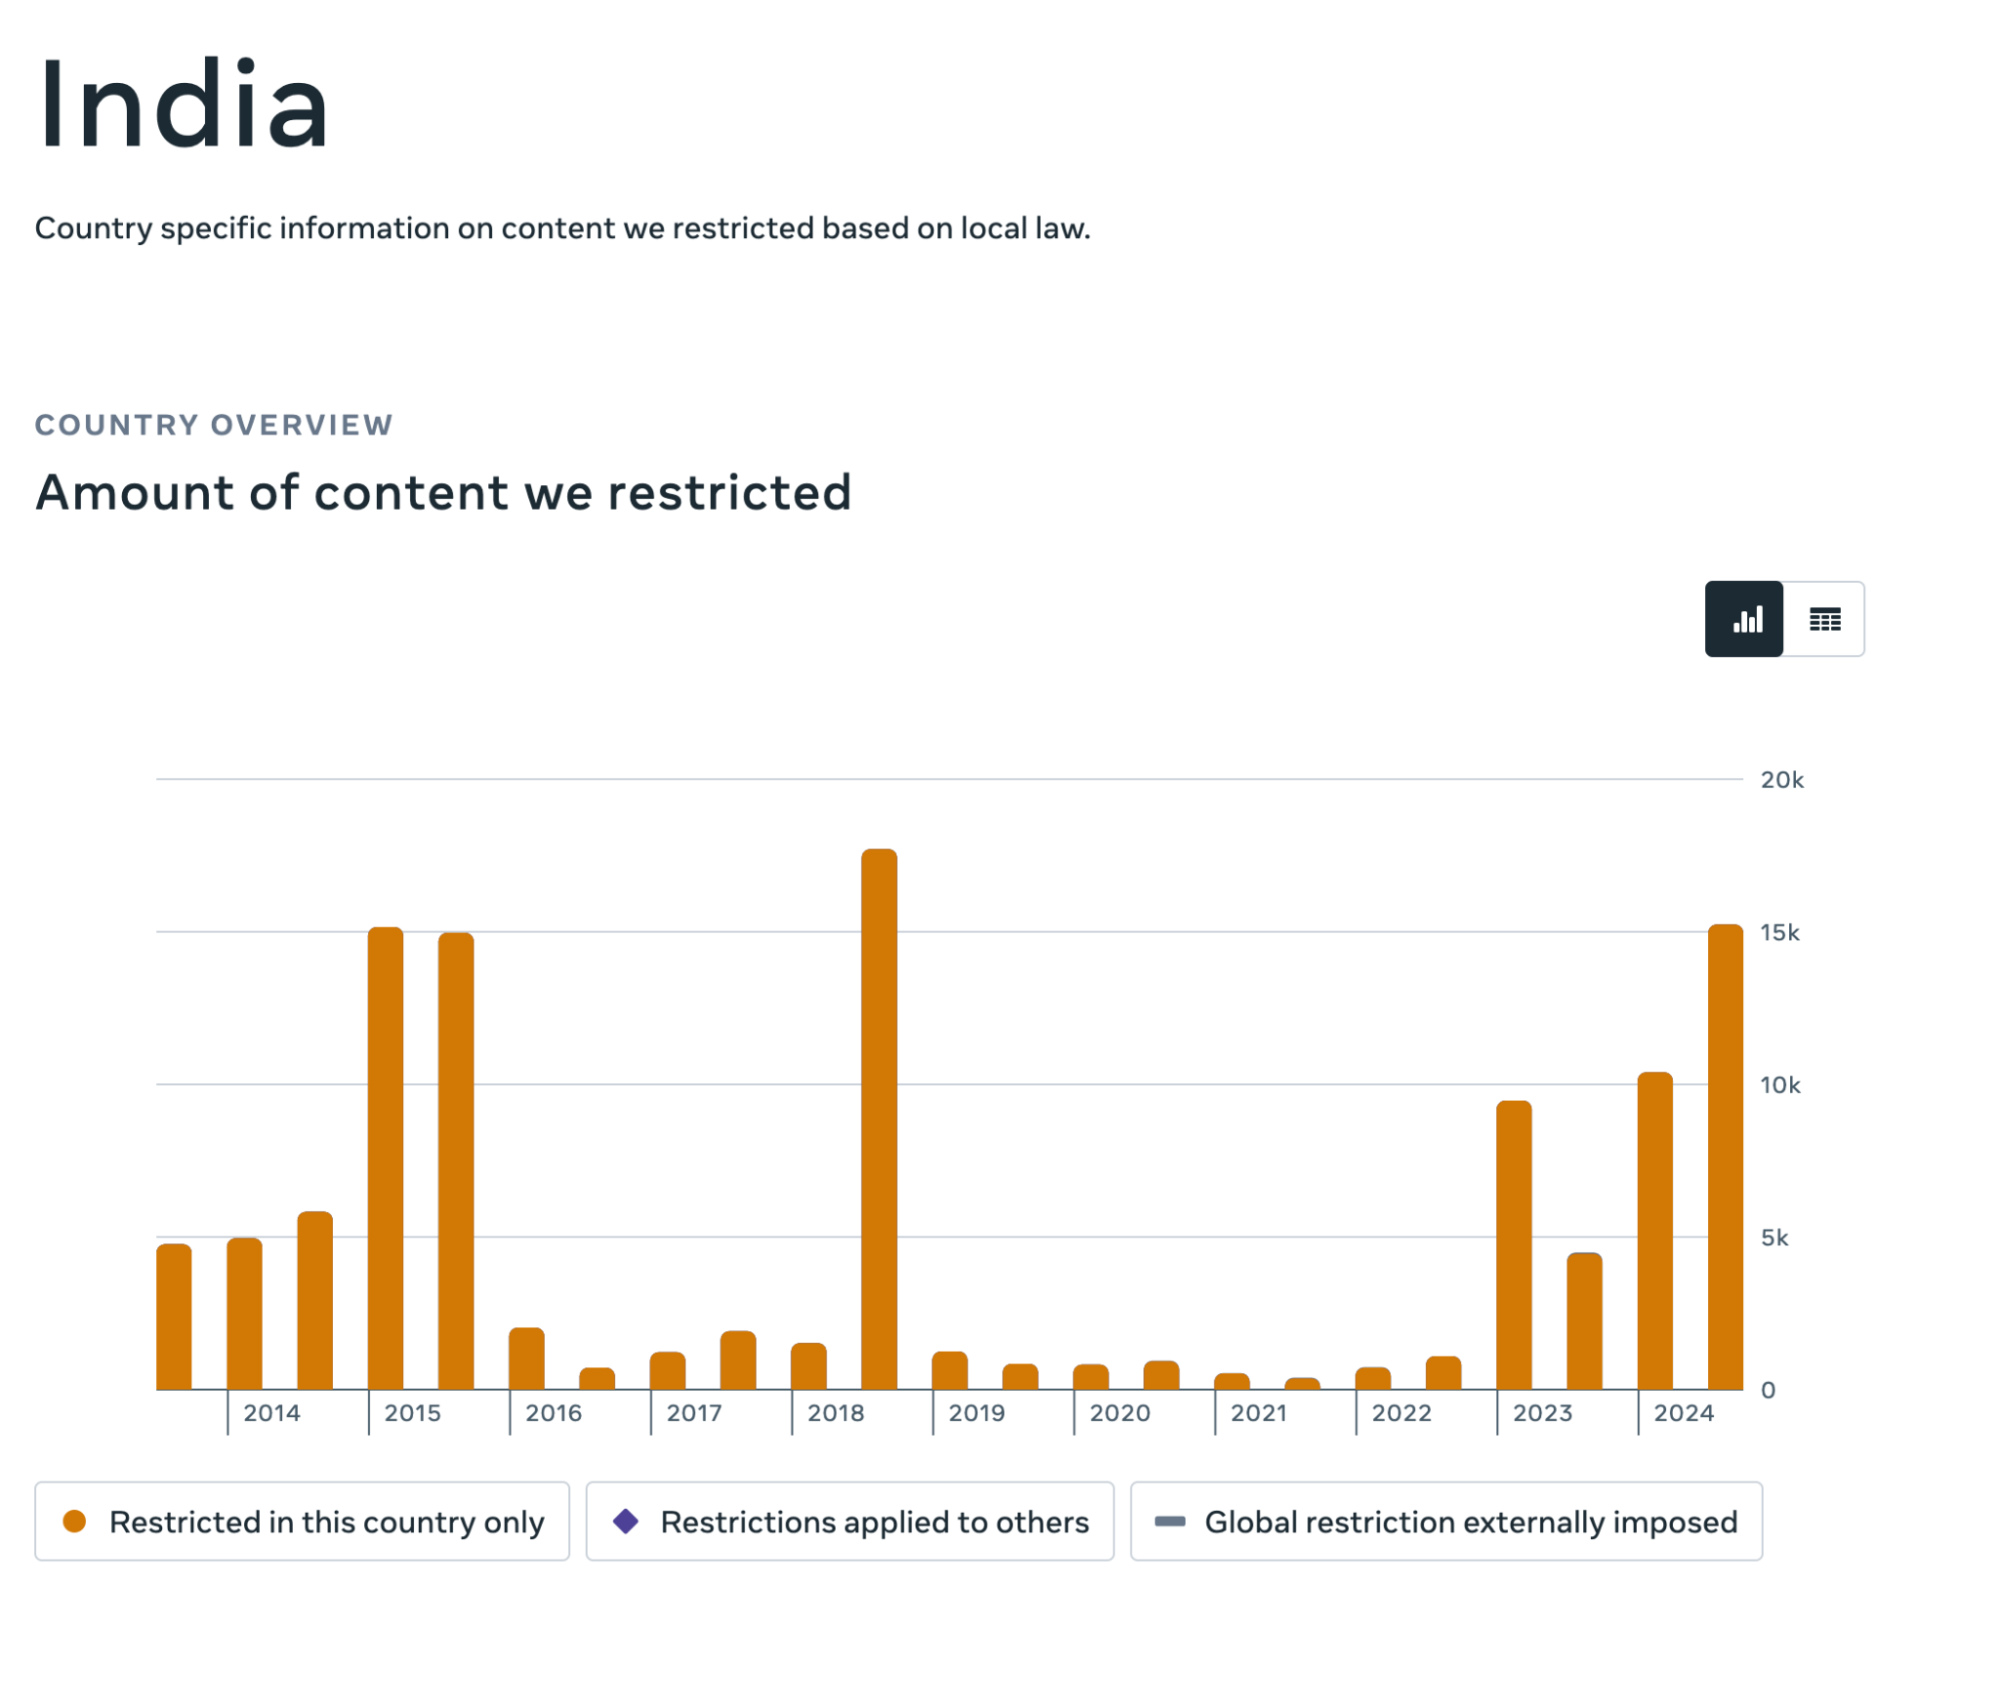 India
Country specific information on content we restricted based on local law.
COUNTRY OVERVIEW
Amount of content we restricted
20k
15k
10k
5k
0
2014 2015 2016 2017 2018 2019 2020 2021 2022 2023 2024
Restricted in this country only Restrictions applied to others Global restriction externally imposed